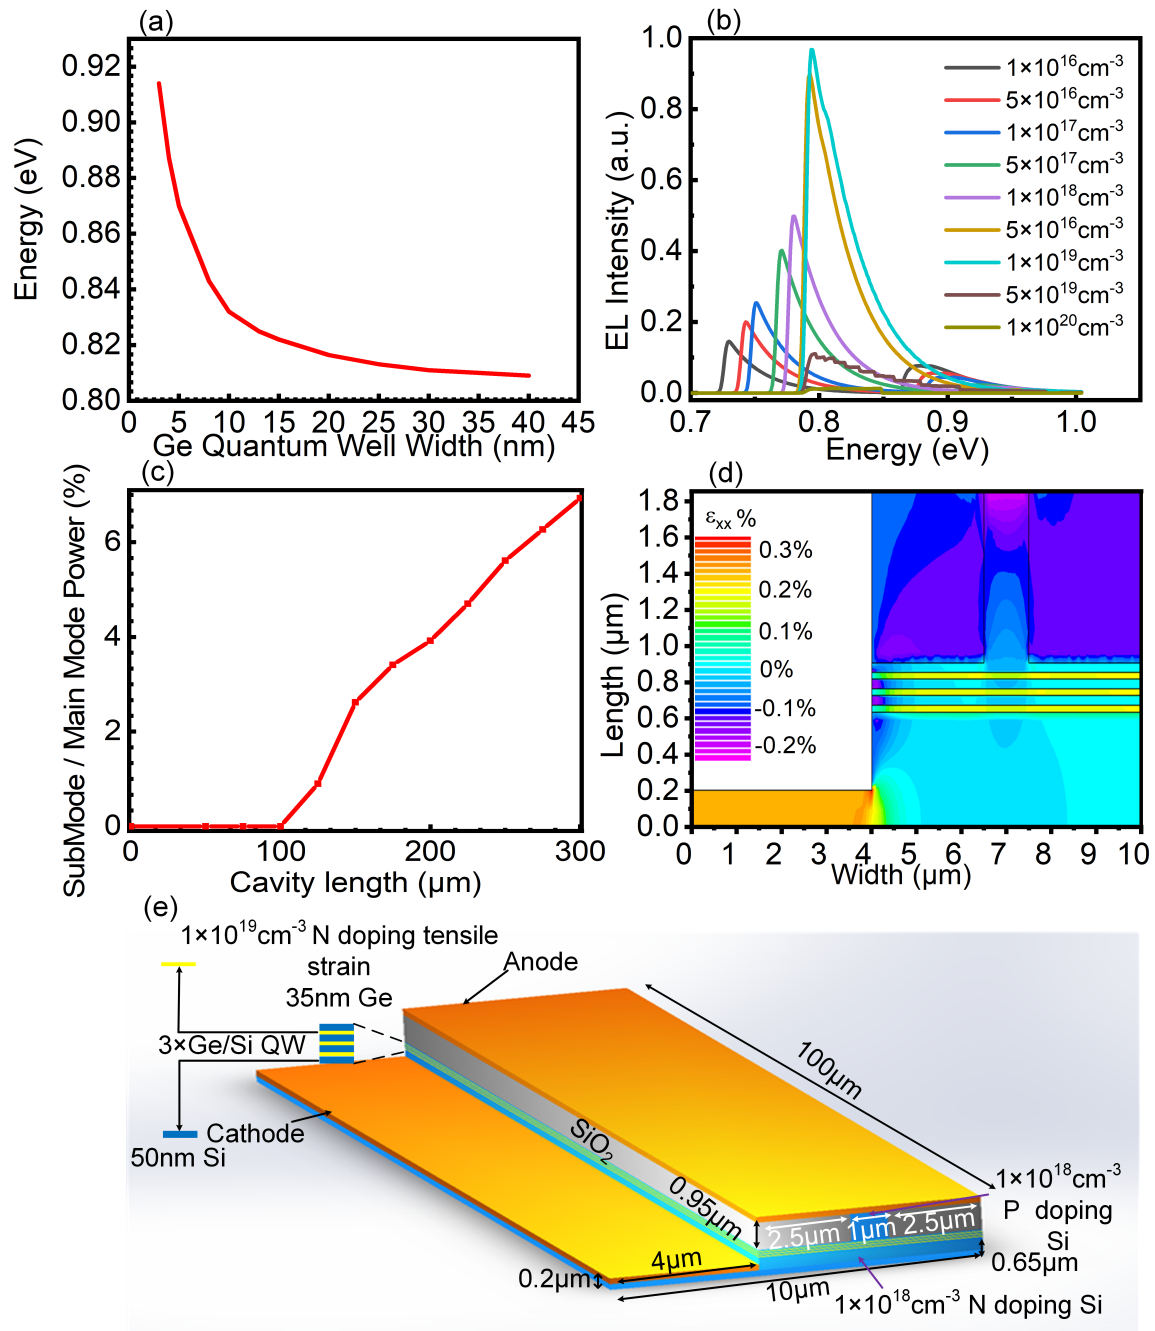 (a)
0.92
0.90
0.88
0.86
0.84
0.82
0.80
Energy (eV)
0 5 10 15 20 25 30 35 40 45
Ge Quantum Well Width (nm)
(b)
1.0
0.8
0.6
0.4
0.2
0.0
EL Intensity (a.u.)
1×10¹⁶cm⁻³
5×10¹⁶cm⁻³
1×10¹⁷cm⁻³
5×10¹⁷cm⁻³
1×10¹⁸cm⁻³
5×10¹⁶cm⁻³
1×10¹⁹cm⁻³
5×10¹⁹cm⁻³
1×10²⁰cm⁻³
0.7 0.8 0.9 1.0
Energy (eV)
(c)
6
4
2
0
SubMode / Main Mode Power (%)
0 100 200 300
Cavity length (μm)
(d)
1.8
1.6
1.4
1.2
1.0
0.8
0.6
0.4
0.2
0.0
Length (μm)
εxx %
0.3%
0.2%
0.1%
0%
-0.1%
-0.2%
0 1 2 3 4 5 6 7 8 9 10
Width (μm)
(e)
1×10¹⁹cm⁻³ N doping tensile
strain
35nm Ge
Anode
3×Ge/Si QW
100μm
Cathode
50nm Si
SiO₂
0.95μm
1×10¹⁸cm⁻³
P doping
Si
2.5μm 1μm 2.5μm
4μm
0.2μm
0.65μm
10μm
1×10¹⁸cm⁻³ N doping Si